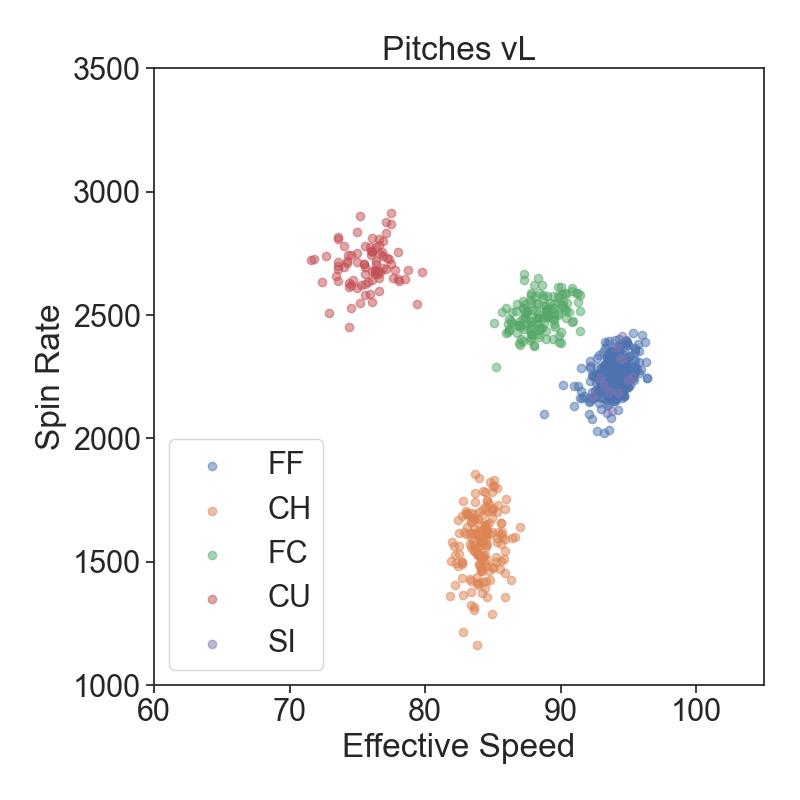 Pitches vL
3500
3000
2500
2000
1500
1000
Spin Rate
FF
CH
FC
CU
SI
60 70 80 90 100
Effective Speed